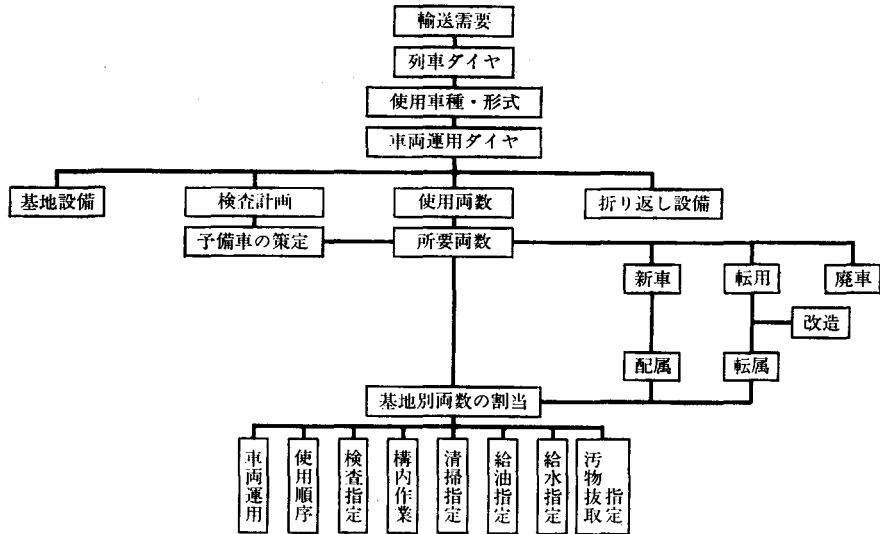 輸送需要
列車ダイヤ
使用車種・形式
車両運用ダイヤ
基地設備
検査計画
使用両数
折り返し設備
予備車の策定
所要両数
新車
転用
廃車
改造
配属
転属
基地別両数の割当
車両運用
使用順序
検査指定
構内作業
清掃指定
給油指定
給水指定
汚物抜取
指定